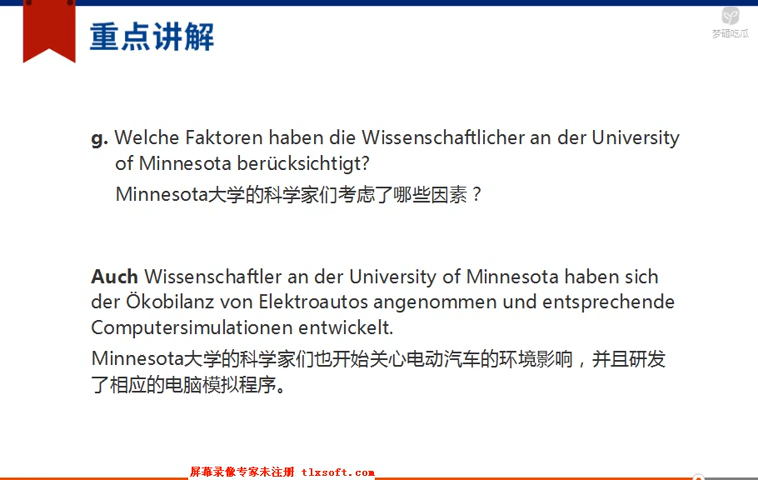 重点讲解
梦硒吃瓜
g. Welche Faktoren haben die Wissenschaftlicher an der University
of Minnesota berücksichtigt?
Minnesota大学的科学家们考虑了哪些因素？
Auch Wissenschaftler an der University of Minnesota haben sich
der Ökobilanz von Elektroautos angenommen und entsprechende
Computersimulationen entwickelt.
Minnesota大学的科学家们也开始关心电动汽车的环境影响，并且研发
了相应的电脑模拟程序。
屏幕录像专家未注册 tlxsoft.com